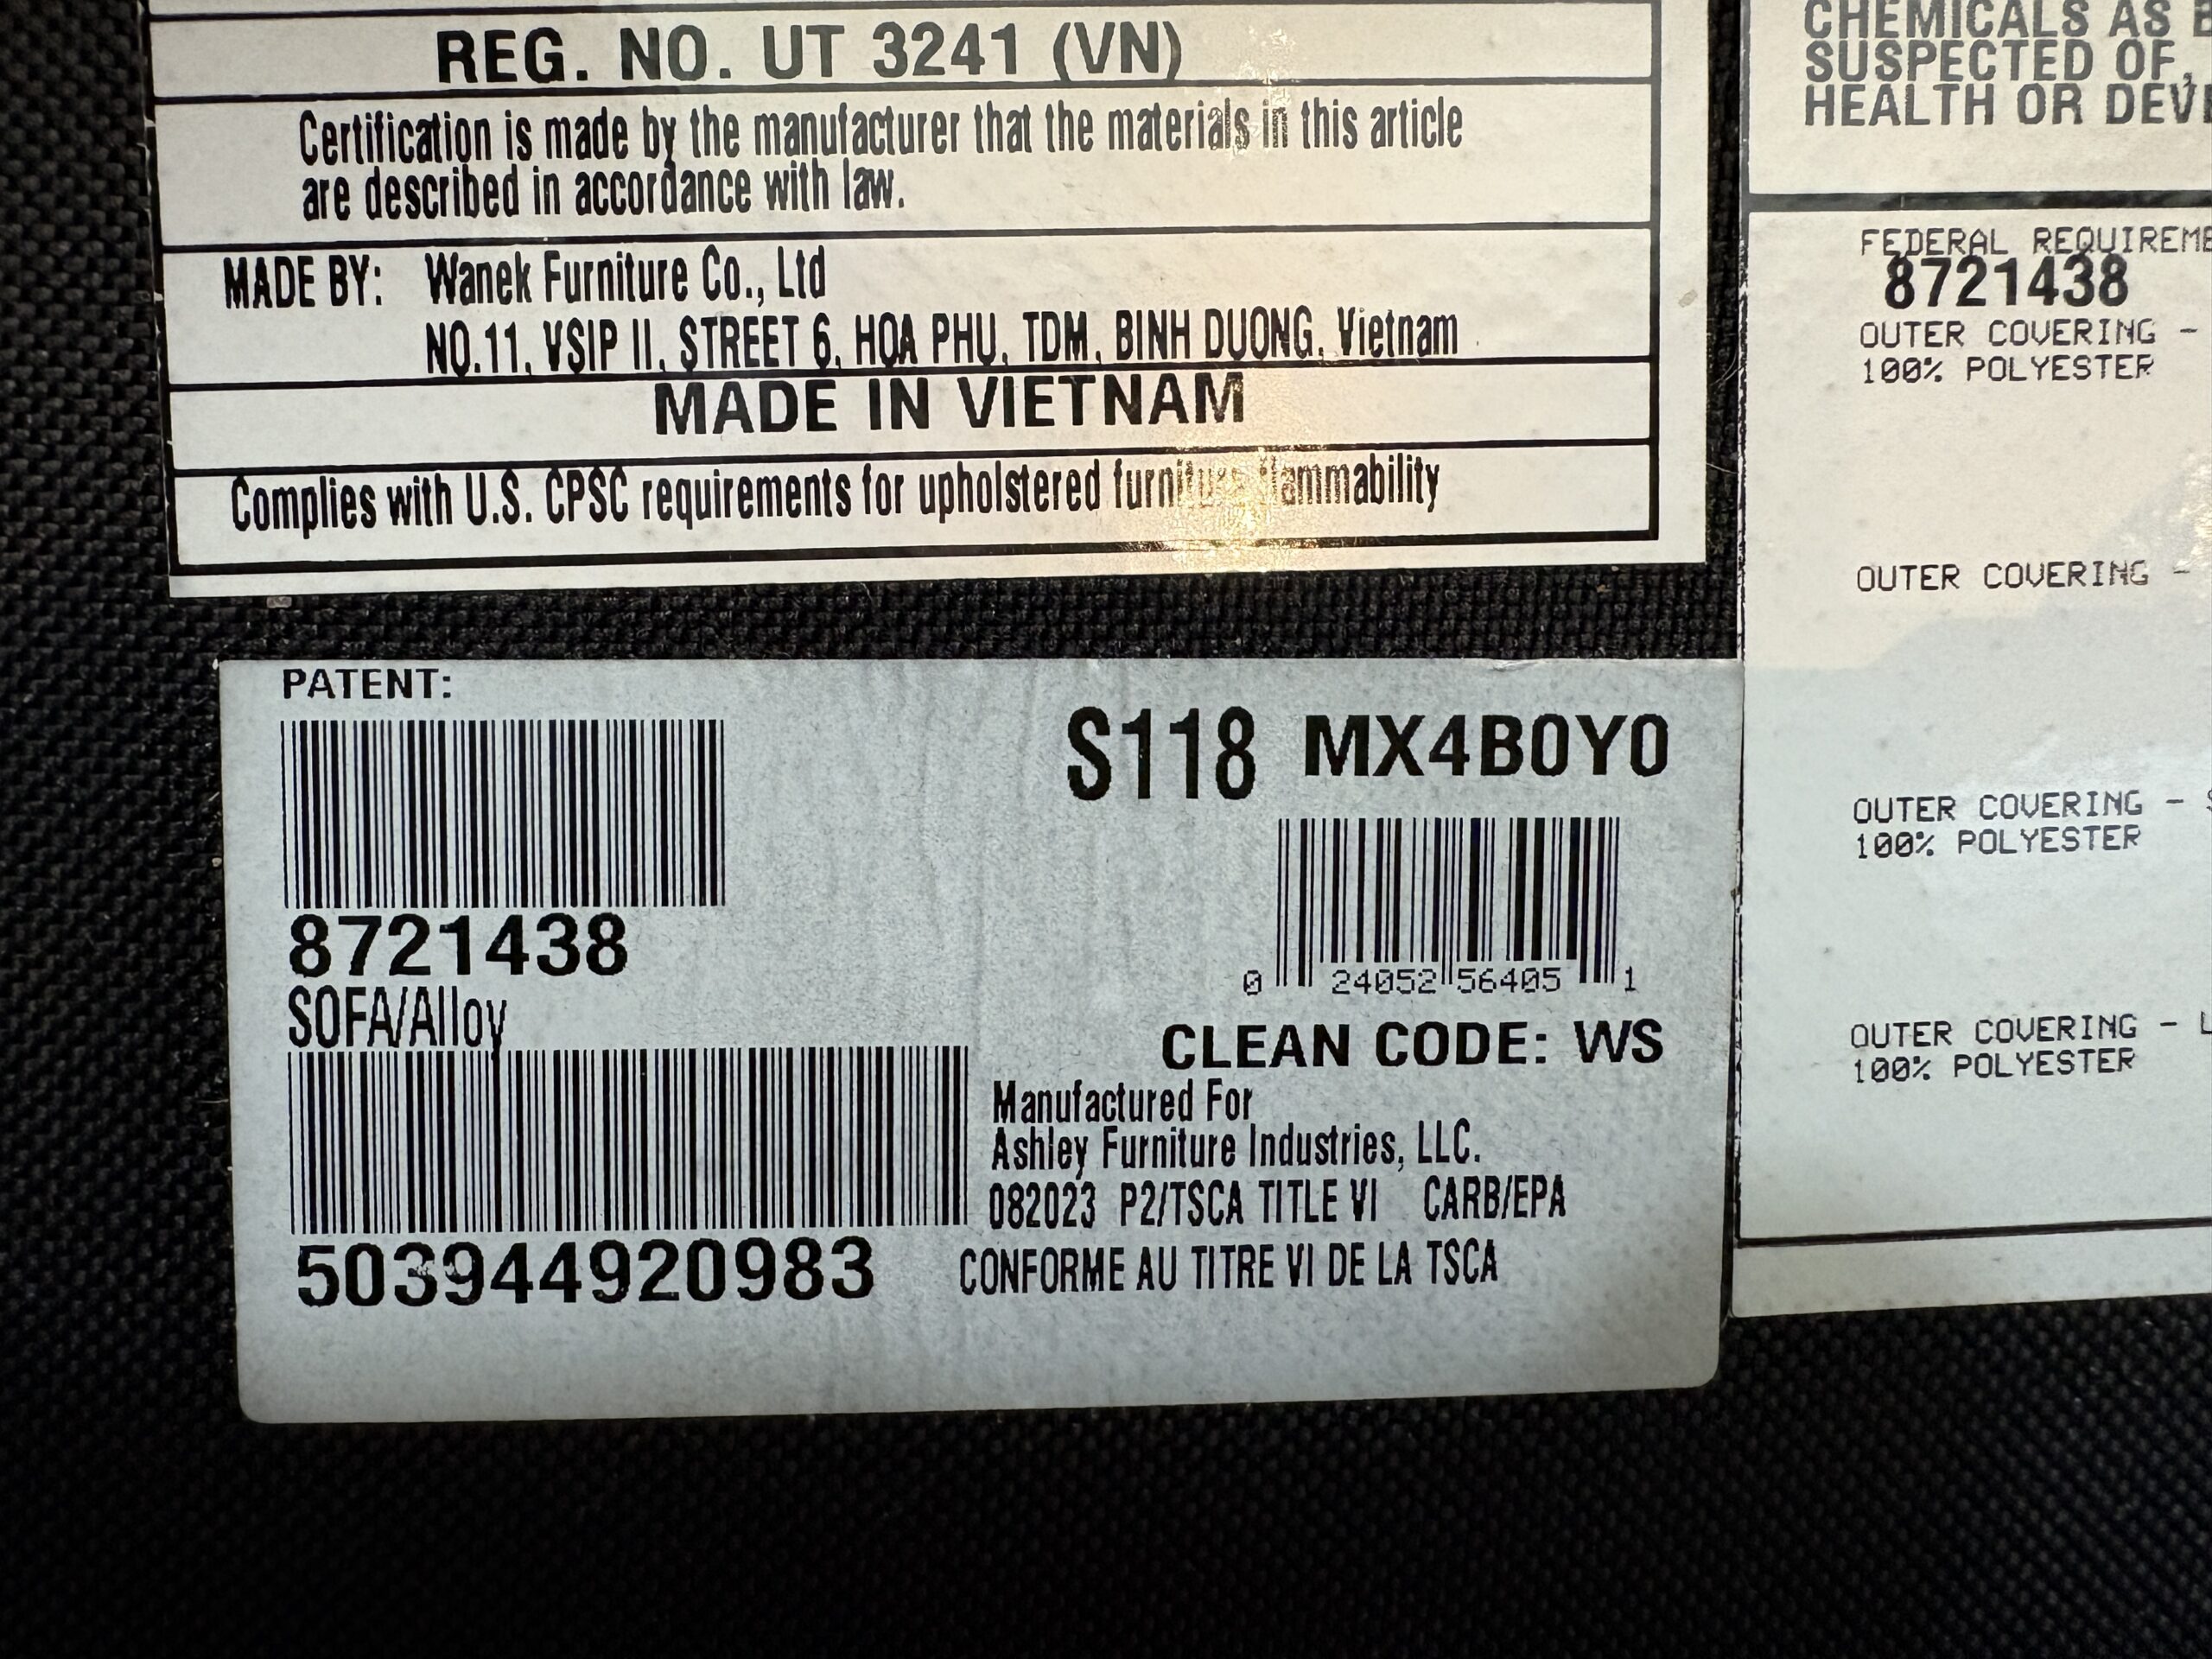 REG. NO. UT 3241 (VN)
Certification is made by the manufacturer that the materials in this article
are described in accordance with law.
MADE BY: Wanek Furniture Co., Ltd
NO.11, VSIP II, STREET 6, HOA PHU, TDM, BINH DUONG, Vietnam
MADE IN VIETNAM
Complies with U.S. CPSC requirements for upholstered furniture flammability
PATENT:
S118 MX4B0Y0
8721438
SOFA/Alloy
0 24052 56405 1
CLEAN CODE: WS
Manufactured For
Ashley Furniture Industries, LLC.
082023 P2/TSCA TITLE VI CARB/EPA
503944920983
CONFORME AU TITRE VI DE LA TSCA
CHEMICALS AS
SUSPECTED OF,
HEALTH OR
FEDERAL
8721438
OUTER COVERING -
100% POLYESTER
OUTER COVERING -
OUTER COVERING -
100% POLYESTER
OUTER COVERING -
100% POLYESTER